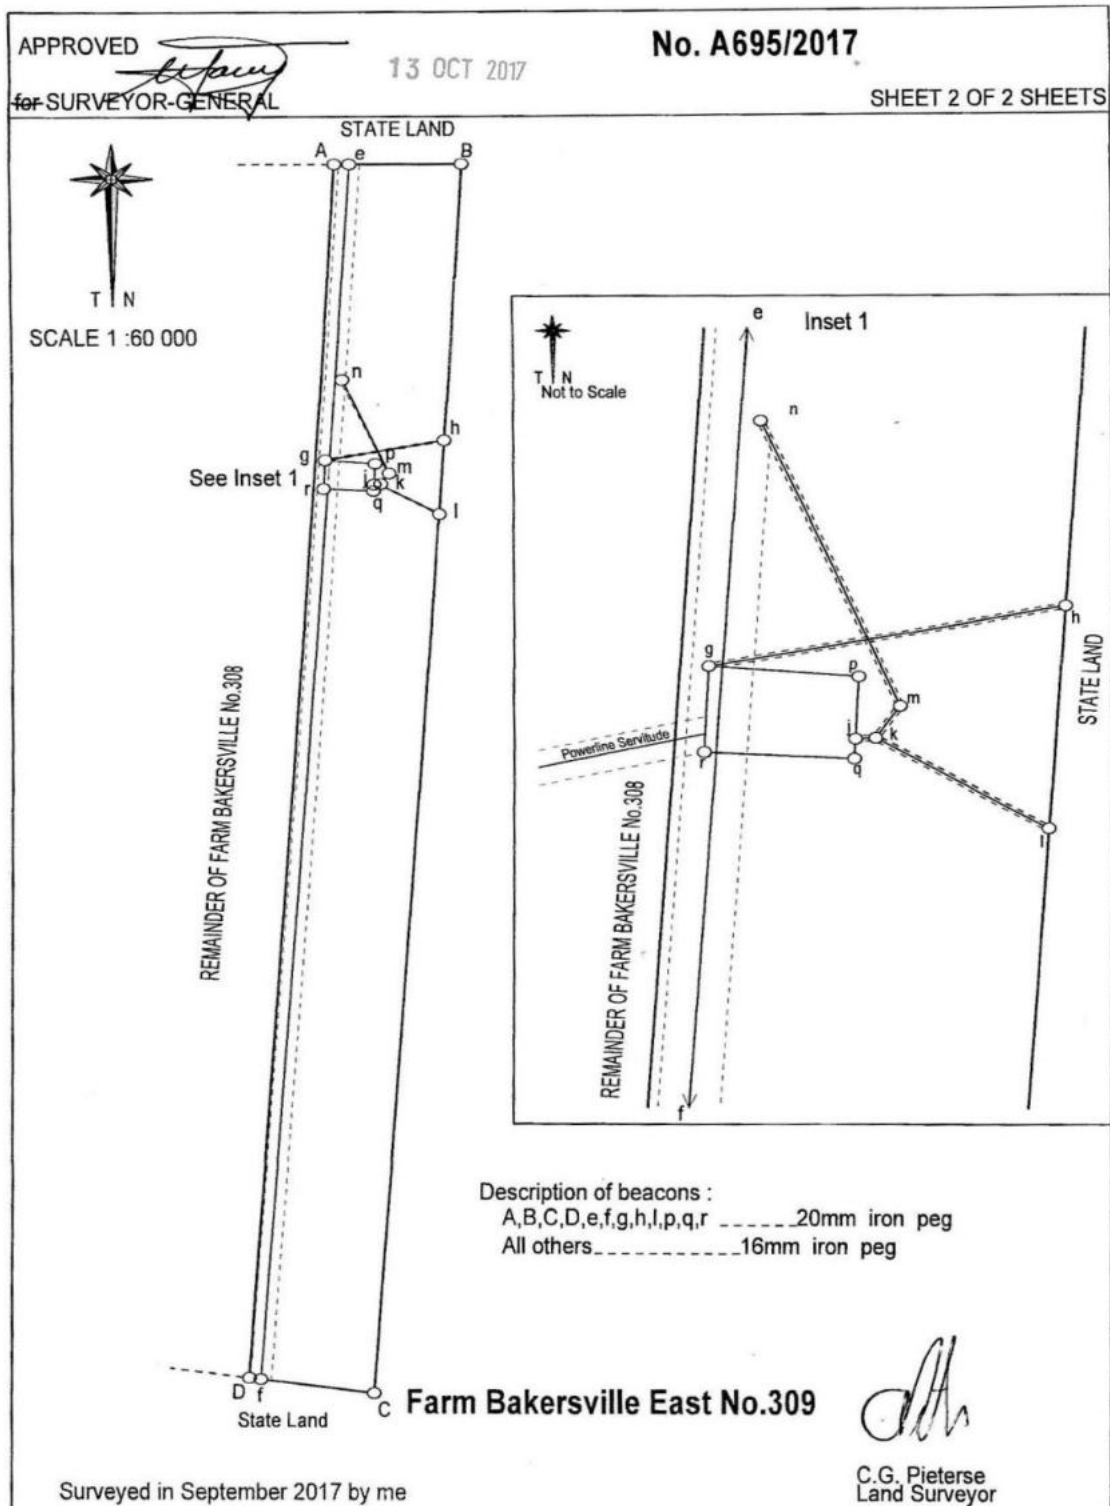 APPROVED
13 OCT 2017
No. A695/2017
for SURVEYOR-GENERAL
SHEET 2 OF 2 SHEETS
STATE LAND
A e B
T N
SCALE 1 :60 000
n
h
g
p
m
See Inset 1
k
r
q
l
REMAINDER OF FARM BAKERSVILLE No.308
D f
C
State Land
Inset 1
e
T N
Not to Scale
n
h
g
p
STATE LAND
m
j k
Powerline Servitude
r
q
l
REMAINDER OF FARM BAKERSVILLE No.308
f
Description of beacons :
A,B,C,D,e,f,g,h,l,p,q,r ______20mm iron peg
All others___________16mm iron peg
Farm Bakersville East No.309
Surveyed in September 2017 by me
C.G. Pieterse
Land Surveyor